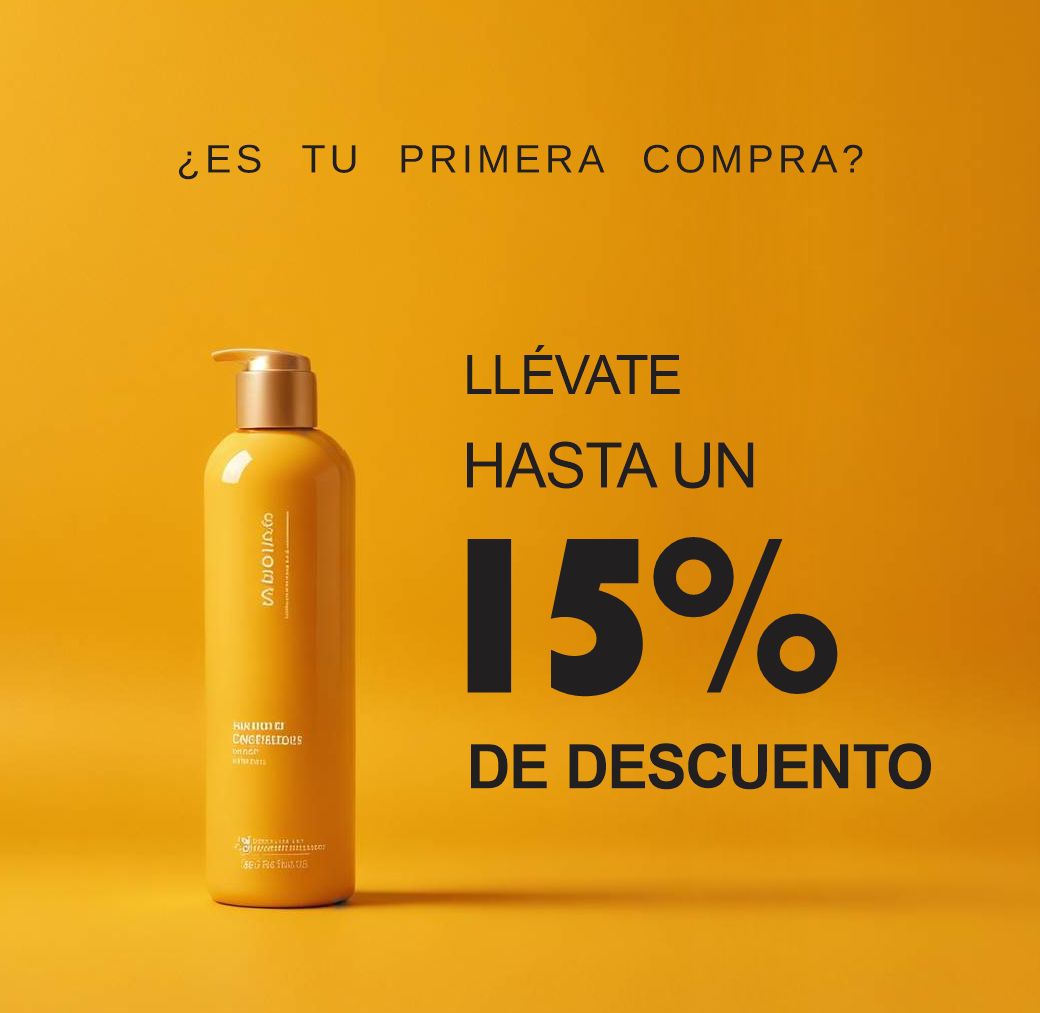 ¿ES TU PRIMERA COMPRA?
LLÉVATE
HASTA UN
15%
DE DESCUENTO